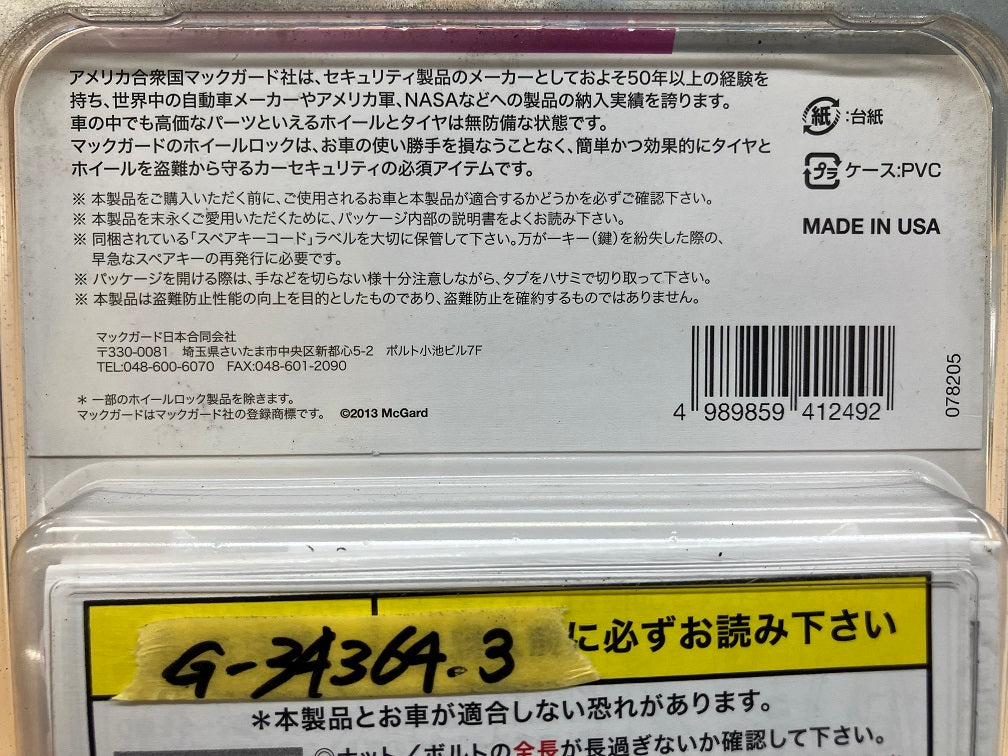 アメリカ合衆国マックガード社は、セキュリティ製品のメーカーとしておよそ50年以上の経験を
持ち、世界中の自動車メーカーやアメリカ軍、NASAなどへの製品の納入実績を誇ります。
車の中でも高価なパーツといえるホイールとタイヤは無防備な状態です。
マックガードのホイールロックは、お車の使い勝手を損なうことなく、簡単かつ効果的にタイヤと
ホイールを盗難から守るカーセキュリティの必須アイテムです。
※ 本製品をご購入いただく前に、ご使用されるお車と本製品が適合するかどうかを必ずご確認下さい。
※ 本製品を末永くご愛用いただくために、パッケージ内部の説明書をよくお読み下さい。
※ 同梱されている「スペアキーコード」ラベルを大切に保管して下さい。万が一キー(鍵)を紛失した際の、
早急なスペアキーの再発行に必要です。
※ パッケージを開ける際は、手などを切らない様十分注意しながら、タブをハサミで切り取って下さい。
※ 本製品は盗難防止性能の向上を目的としたものであり、盗難防止を確約するものではありません。
マックガード日本合同会社
〒330-0081 埼玉県さいたま市中央区新都心5-2 ポルト小池ビル7F
TEL:048-600-6070 FAX:048-601-2090
* 一部のホイールロック製品を除きます。
マックガードはマックガード社の登録商標です。 ©2013 McGard
紙:台紙
プラ ケース:PVC
MADE IN USA
4 989859 412492
078205
に必ずお読み下さい
G-34364.3
*本製品とお車が適合しない恐れがあります。
◎ナット/ボルトの全長が長過ぎないか確認して下さい。